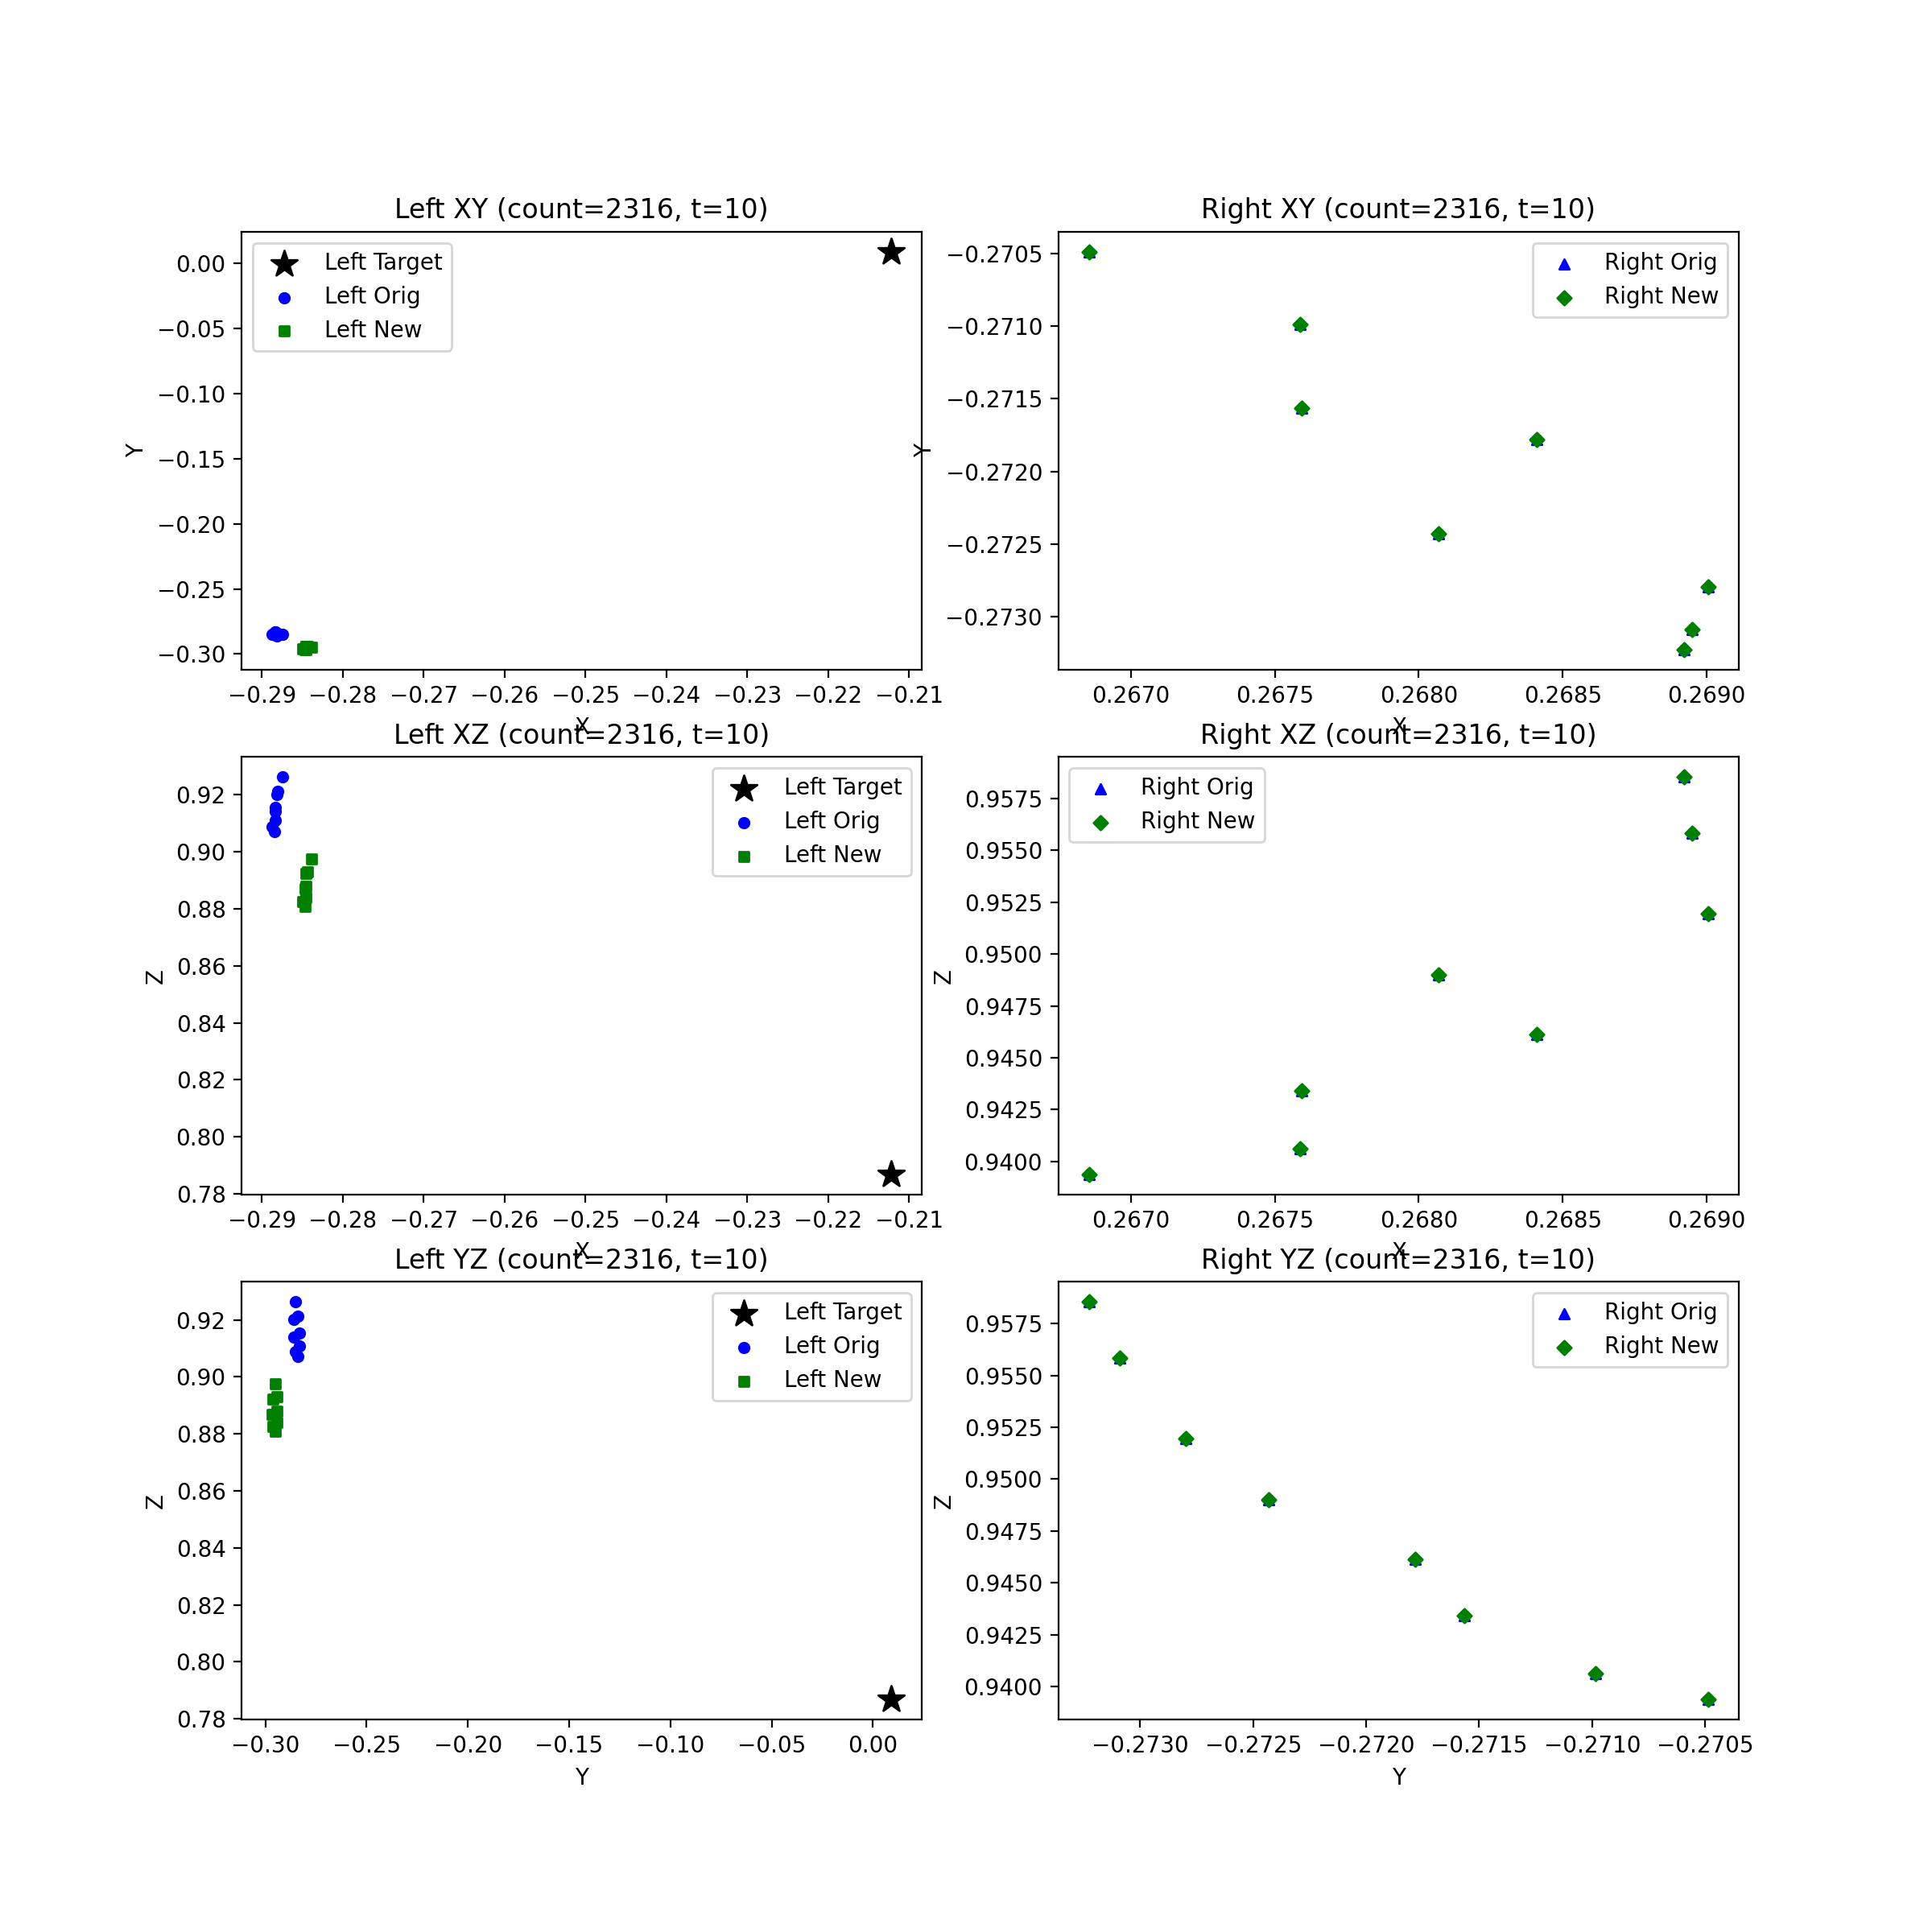 Left XY (count=2316, t=10)
Left Target
Left Orig
Left New
0.00
−0.05
−0.10
−0.15
−0.20
−0.25
−0.30
Y
−0.29 −0.28 −0.27 −0.26 −0.25 −0.24 −0.23 −0.22 −0.21
X
Right XY (count=2316, t=10)
Right Orig
Right New
−0.2705
−0.2710
−0.2715
−0.2720
−0.2725
−0.2730
Y
0.2670 0.2675 0.2680 0.2685 0.2690
X
Left XZ (count=2316, t=10)
Left Target
Left Orig
Left New
0.92
0.90
0.88
0.86
0.84
0.82
0.80
0.78
Z
−0.29 −0.28 −0.27 −0.26 −0.25 −0.24 −0.23 −0.22 −0.21
X
Right XZ (count=2316, t=10)
Right Orig
Right New
0.9575
0.9550
0.9525
0.9500
0.9475
0.9450
0.9425
0.9400
Z
0.2670 0.2675 0.2680 0.2685 0.2690
X
Left YZ (count=2316, t=10)
Left Target
Left Orig
Left New
0.92
0.90
0.88
0.86
0.84
0.82
0.80
0.78
Z
−0.30 −0.25 −0.20 −0.15 −0.10 −0.05 0.00
Y
Right YZ (count=2316, t=10)
Right Orig
Right New
0.9575
0.9550
0.9525
0.9500
0.9475
0.9450
0.9425
0.9400
Z
−0.2730 −0.2725 −0.2720 −0.2715 −0.2710 −0.2705
Y